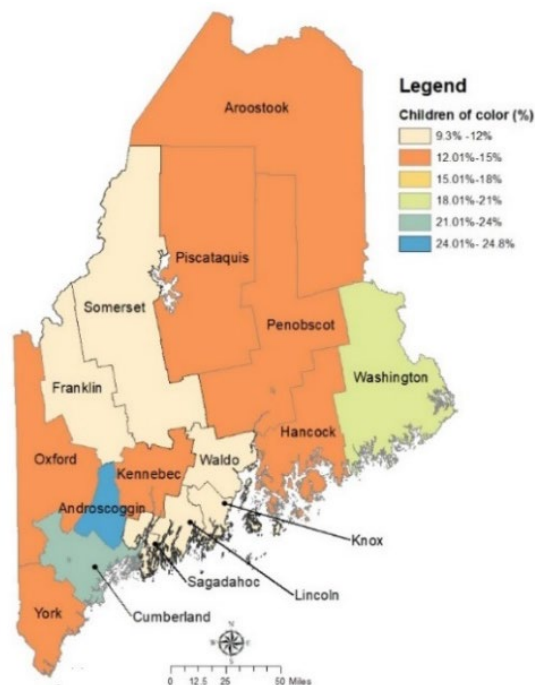 Legend
Children of color (%)
9.3% -12%
12.01%-15%
15.01%-18%
18.01%-21%
21.01%-24%
24.01%- 24.8%
Aroostook
Piscataquis
Somerset
Penobscot
Franklin
Washington
Hancock
Waldo
Oxford
Kennebec
Androscoggin
Knox
Sagadahoc
Lincoln
York
Cumberland
N
S
0 12.5 25 50 Miles